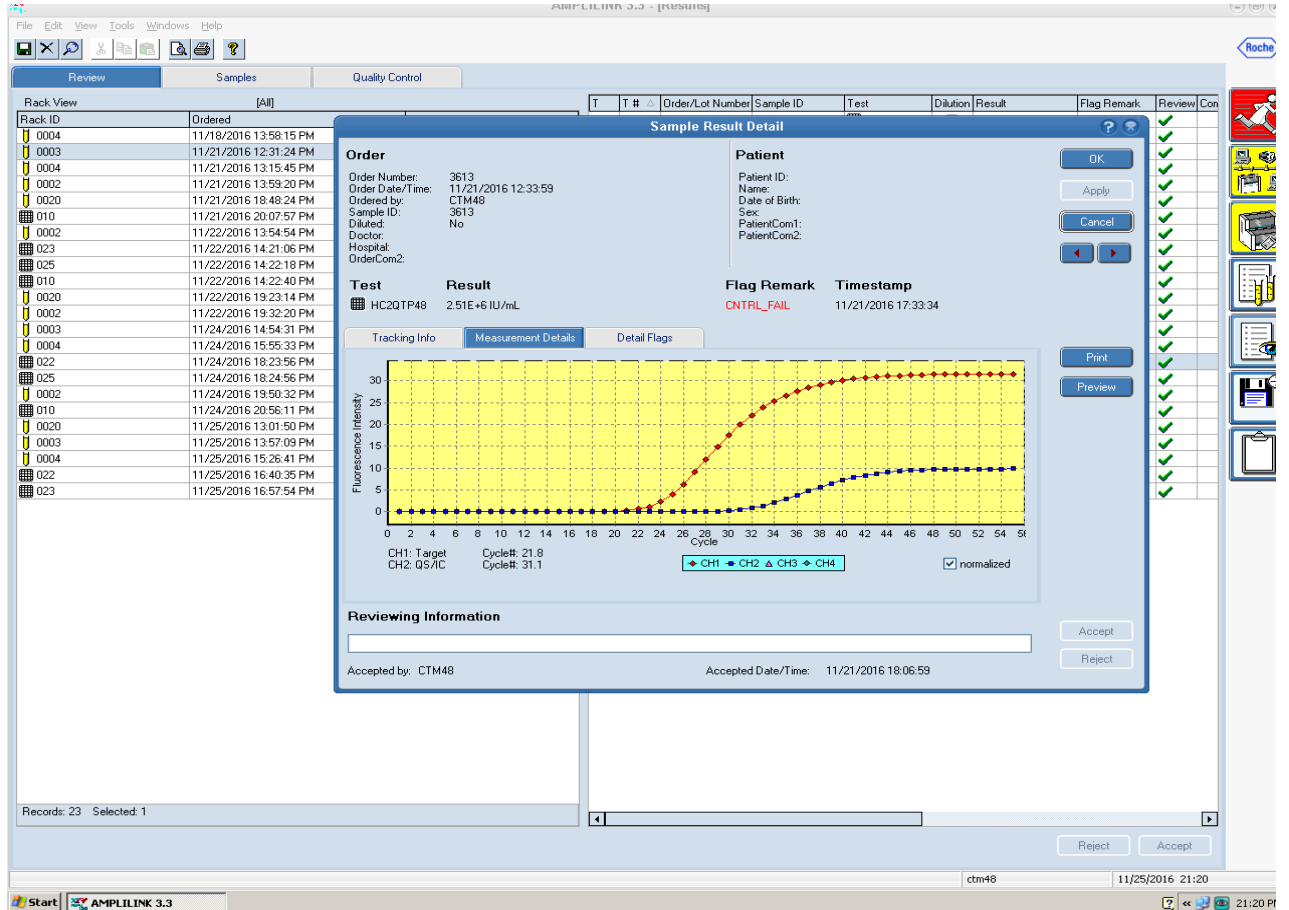 AMPLILINK 3.3 - [Results]
File Edit View Tools Windows Help
Roche
Review Samples Quality Control
Rack View [All]
Rack ID Ordered
0004 11/18/2016 13:58:15 PM
0003 11/21/2016 12:31:24 PM
0004 11/21/2016 13:15:45 PM
0002 11/21/2016 13:59:20 PM
0020 11/21/2016 18:48:24 PM
010 11/21/2016 20:07:57 PM
0002 11/22/2016 13:54:54 PM
023 11/22/2016 14:21:06 PM
025 11/22/2016 14:22:18 PM
010 11/22/2016 14:22:40 PM
0020 11/22/2016 19:23:14 PM
0002 11/22/2016 19:32:20 PM
0003 11/24/2016 14:54:31 PM
0004 11/24/2016 15:55:33 PM
022 11/24/2016 18:23:56 PM
025 11/24/2016 18:24:56 PM
0002 11/24/2016 19:50:32 PM
010 11/24/2016 20:56:11 PM
0020 11/25/2016 13:01:50 PM
0003 11/25/2016 13:57:09 PM
0004 11/25/2016 15:26:41 PM
022 11/25/2016 16:40:35 PM
023 11/25/2016 16:57:54 PM
Records: 23 Selected: 1
T T # Order/Lot Number Sample ID Test Dilution Result Flag Remark Review Con
Sample Result Detail
Order
Order Number: 3613
Order Date/Time: 11/21/2016 12:33:59
Ordered by: CTM48
Sample ID: 3613
Diluted: No
Doctor:
Hospital:
OrderCom2:
Patient
Patient ID:
Name:
Date of Birth:
Sex:
PatientCom1:
PatientCom2:
OK
Apply
Cancel
Test Result Flag Remark Timestamp
HC2QTP48 2.51E+6 IU/mL CNTRL_FAIL 11/21/2016 17:33:34
Tracking Info Measurement Details Detail Flags
Print
Preview
Fluorescence Intensity
30
25
20
15
10
5
0
0 2 4 6 8 10 12 14 16 18 20 22 24 26 28 30 32 34 36 38 40 42 44 46 48 50 52 54 56
Cycle
CH1: Target Cycle#: 21.8
CH2: QS/IC Cycle#: 31.1
CH1 CH2 CH3 CH4
normalized
Reviewing Information
Accept
Reject
Accepted by: CTM48 Accepted Date/Time: 11/21/2016 18:06:59
Reject Accept
ctm48 11/25/2016 21:20
Start AMPLILINK 3.3 21:20